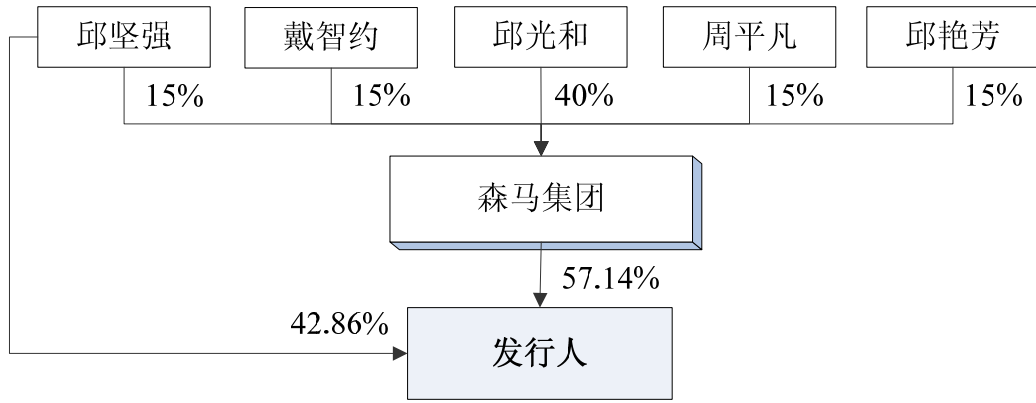 邱坚强 戴智约 邱光和 周平凡 邱艳芳
15% 15% 40% 15% 15%
森马集团
57.14%
42.86%
发行人